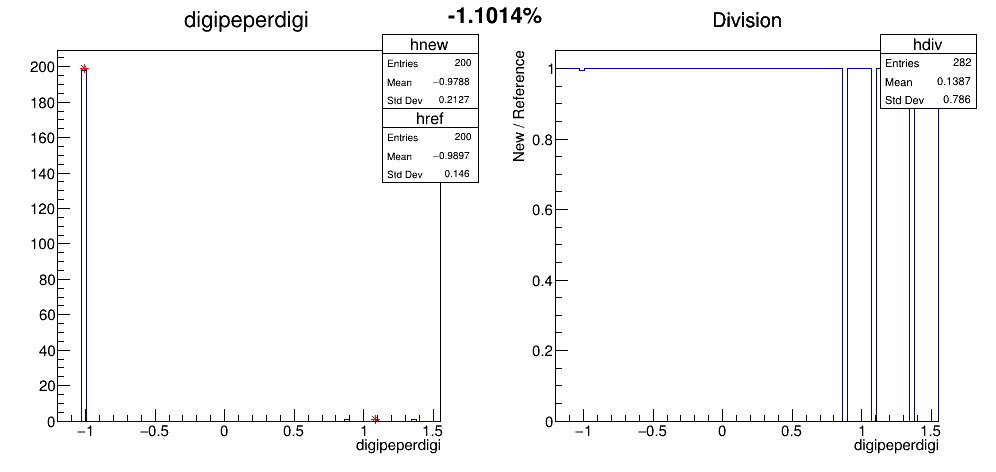 -1.1014%
digipeperdigi
hnew
Entries 200
Mean −0.9788
Std Dev 0.2127
href
Entries 200
Mean −0.9897
Std Dev 0.146
200
180
160
140
120
100
80
60
40
20
0
−1 −0.5 0 0.5 1 1.5
digipeperdigi
Division
hdiv
Entries 282
Mean 0.1387
Std Dev 0.786
New / Reference
1
0.8
0.6
0.4
0.2
0
−1 −0.5 0 0.5 1 1.5
digipeperdigi